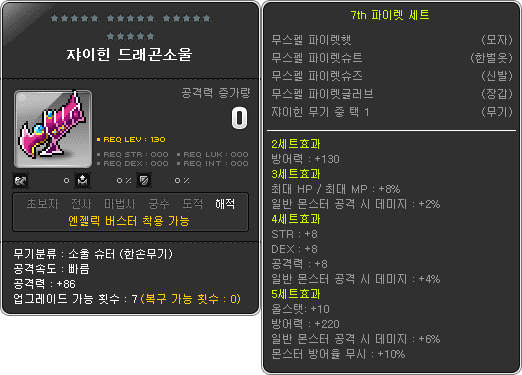 쟈이힌 드래곤소울
공격력 증가량
0
REQ LEV : 130
REQ STR : 000
REQ LUK : 000
REQ DEX : 000
REQ INT : 000
0
0 %
0 %
초보자 전사 마법사 궁수 도적 해적
엔젤릭 버스터 착용 가능
무기분류 : 소울 슈터 (한손무기)
공격속도 : 빠름
공격력 : +86
업그레이드 가능 횟수 : 7 (복구 가능 횟수 : 0)
7th 파이렛 세트
무스펠 파이렛햇 (모자)
무스펠 파이렛슈트 (한벌옷)
무스펠 파이렛슈즈 (신발)
무스펠 파이렛글러브 (장갑)
쟈이힌 무기 중 택 1 (무기)
2세트효과
방어력 : +130
3세트효과
최대 HP / 최대 MP : +8%
일반 몬스터 공격 시 데미지 : +2%
4세트효과
STR : +8
DEX : +8
공격력 : +8
일반 몬스터 공격 시 데미지 : +4%
5세트효과
올스탯: +10
방어력 : +220
일반 몬스터 공격 시 데미지 : +6%
몬스터 방어율 무시 : +10%